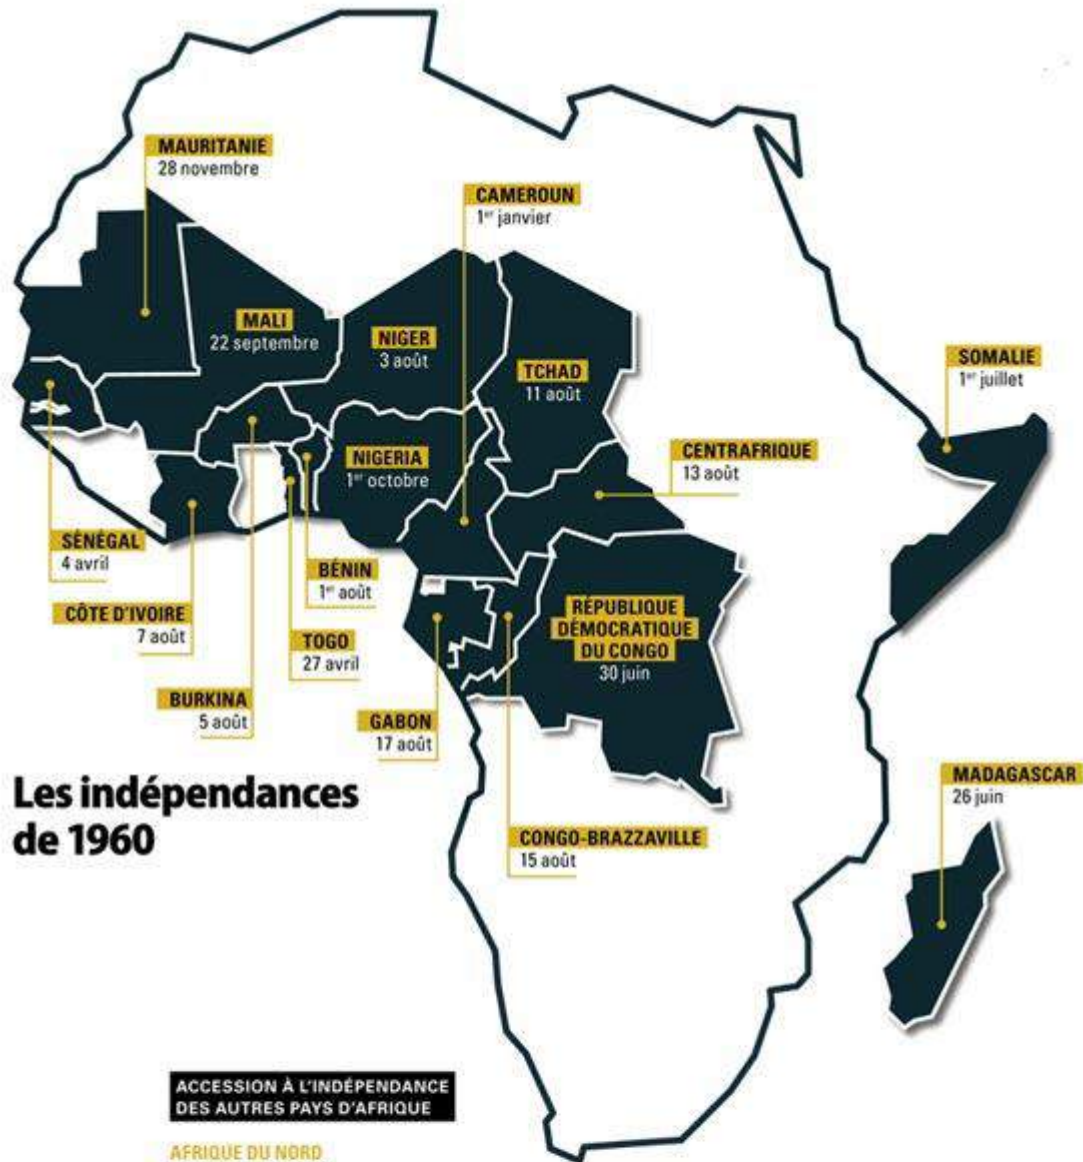 MAURITANIE
28 novembre
CAMEROUN
1er janvier
MALI
22 septembre
NIGER
3 août
TCHAD
11 août
SOMALIE
1er juillet
NIGERIA
1er octobre
CENTRAFRIQUE
13 août
SÉNÉGAL
4 avril
BÉNIN
1er août
CÔTE D'IVOIRE
7 août
TOGO
27 avril
RÉPUBLIQUE
DÉMOCRATIQUE
DU CONGO
30 juin
BURKINA
5 août
GABON
17 août
MADAGASCAR
26 juin
Les indépendances
de 1960
CONGO-BRAZZAVILLE
15 août
ACCESSION À L'INDÉPENDANCE
DES AUTRES PAYS D'AFRIQUE
AFRIQUE DU NORD